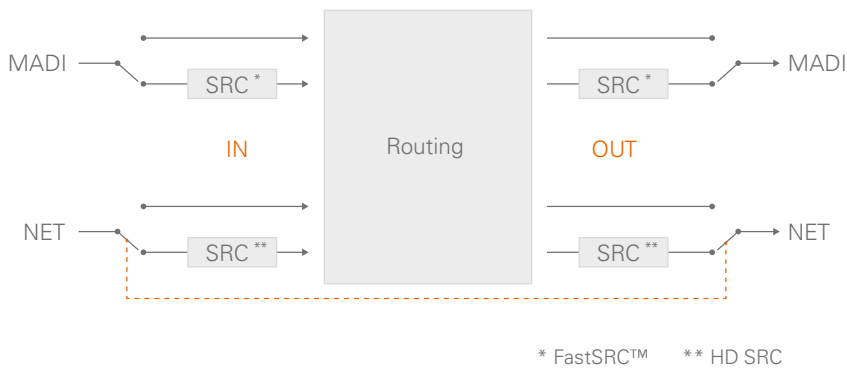 MADI
SRC *
SRC *
MADI
IN
Routing
OUT
NET
SRC **
SRC **
NET
* FastSRC™ ** HD SRC